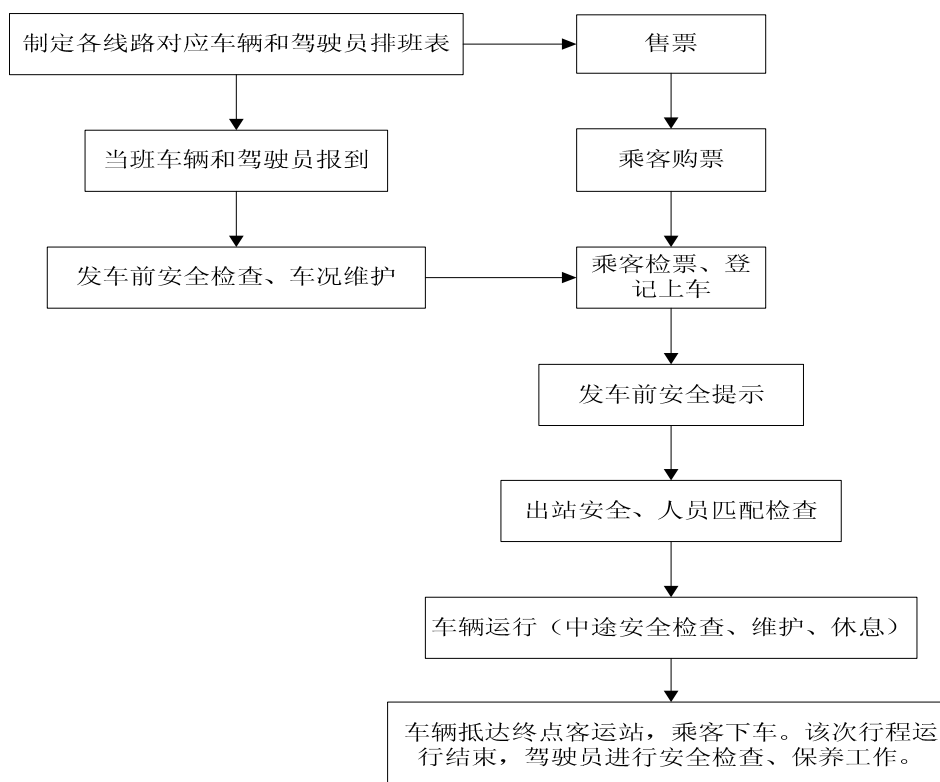 制定各线路对应车辆和驾驶员排班表
售票
当班车辆和驾驶员报到
乘客购票
发车前安全检查、车况维护
乘客检票、登
记上车
发车前安全提示
出站安全、人员匹配检查
车辆运行（中途安全检查、维护、休息）
车辆抵达终点客运站，乘客下车。该次行程运
行结束，驾驶员进行安全检查、保养工作。